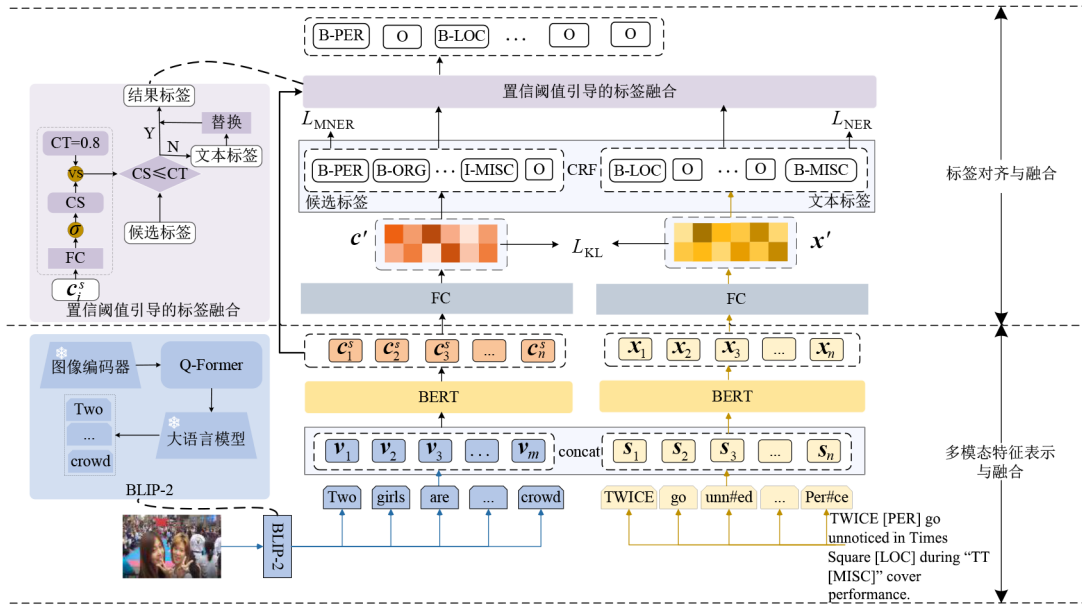 B-PER O B-LOC … O O
置信阈值引导的标签融合
L_MNER
L_NER
B-PER B-ORG … I-MISC O
CRF
B-LOC O O … B-MISC
候选标签
文本标签
c′
L_KL
x′
FC
FC
标签对齐与融合
结果标签
Y
N
替换
文本标签
CT=0.8
vs
CS≤CT
CS
σ
候选标签
FC
c_i^s
置信阈值引导的标签融合
c_1^s c_2^s c_3^s ... c_n^s
x_1 x_2 x_3 ... x_n
BERT
BERT
v_1 v_2 v_3 ... v_m
concat
s_1 s_2 s_3 ... s_n
Two girls are ... crowd
TWICE go unn#ed ... Per#ce
图像编码器
Q-Former
大语言模型
Two
...
crowd
BLIP-2
BLIP-2
TWICE [PER] go
unnoticed in Times
Square [LOC] during “TT
[MISC]” cover
performance.
多模态特征表示
与融合